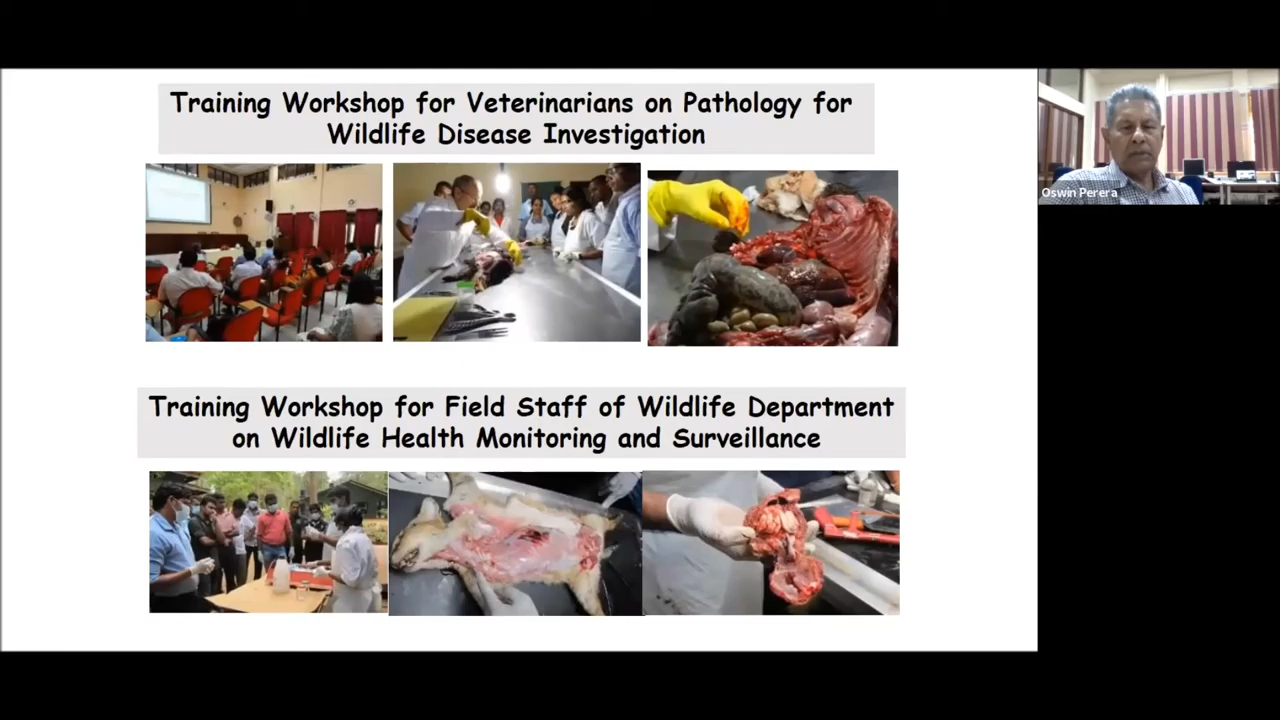 Training Workshop for Veterinarians on Pathology for
Wildlife Disease Investigation
Oswin Perera
Training Workshop for Field Staff of Wildlife Department
on Wildlife Health Monitoring and Surveillance